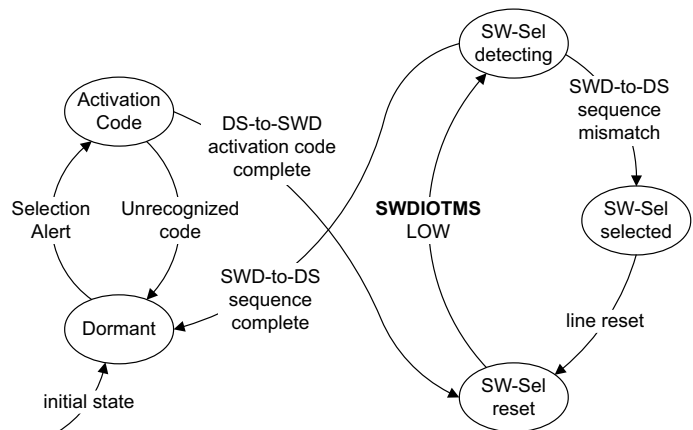 SW-Sel
detecting
Activation
Code
SWD-to-DS
sequence
mismatch
DS-to-SWD
activation code
complete
Selection
Alert
Unrecognized
code
SWDIOTMS
LOW
SW-Sel
selected
SWD-to-DS
sequence
complete
Dormant
line reset
initial state
SW-Sel
reset